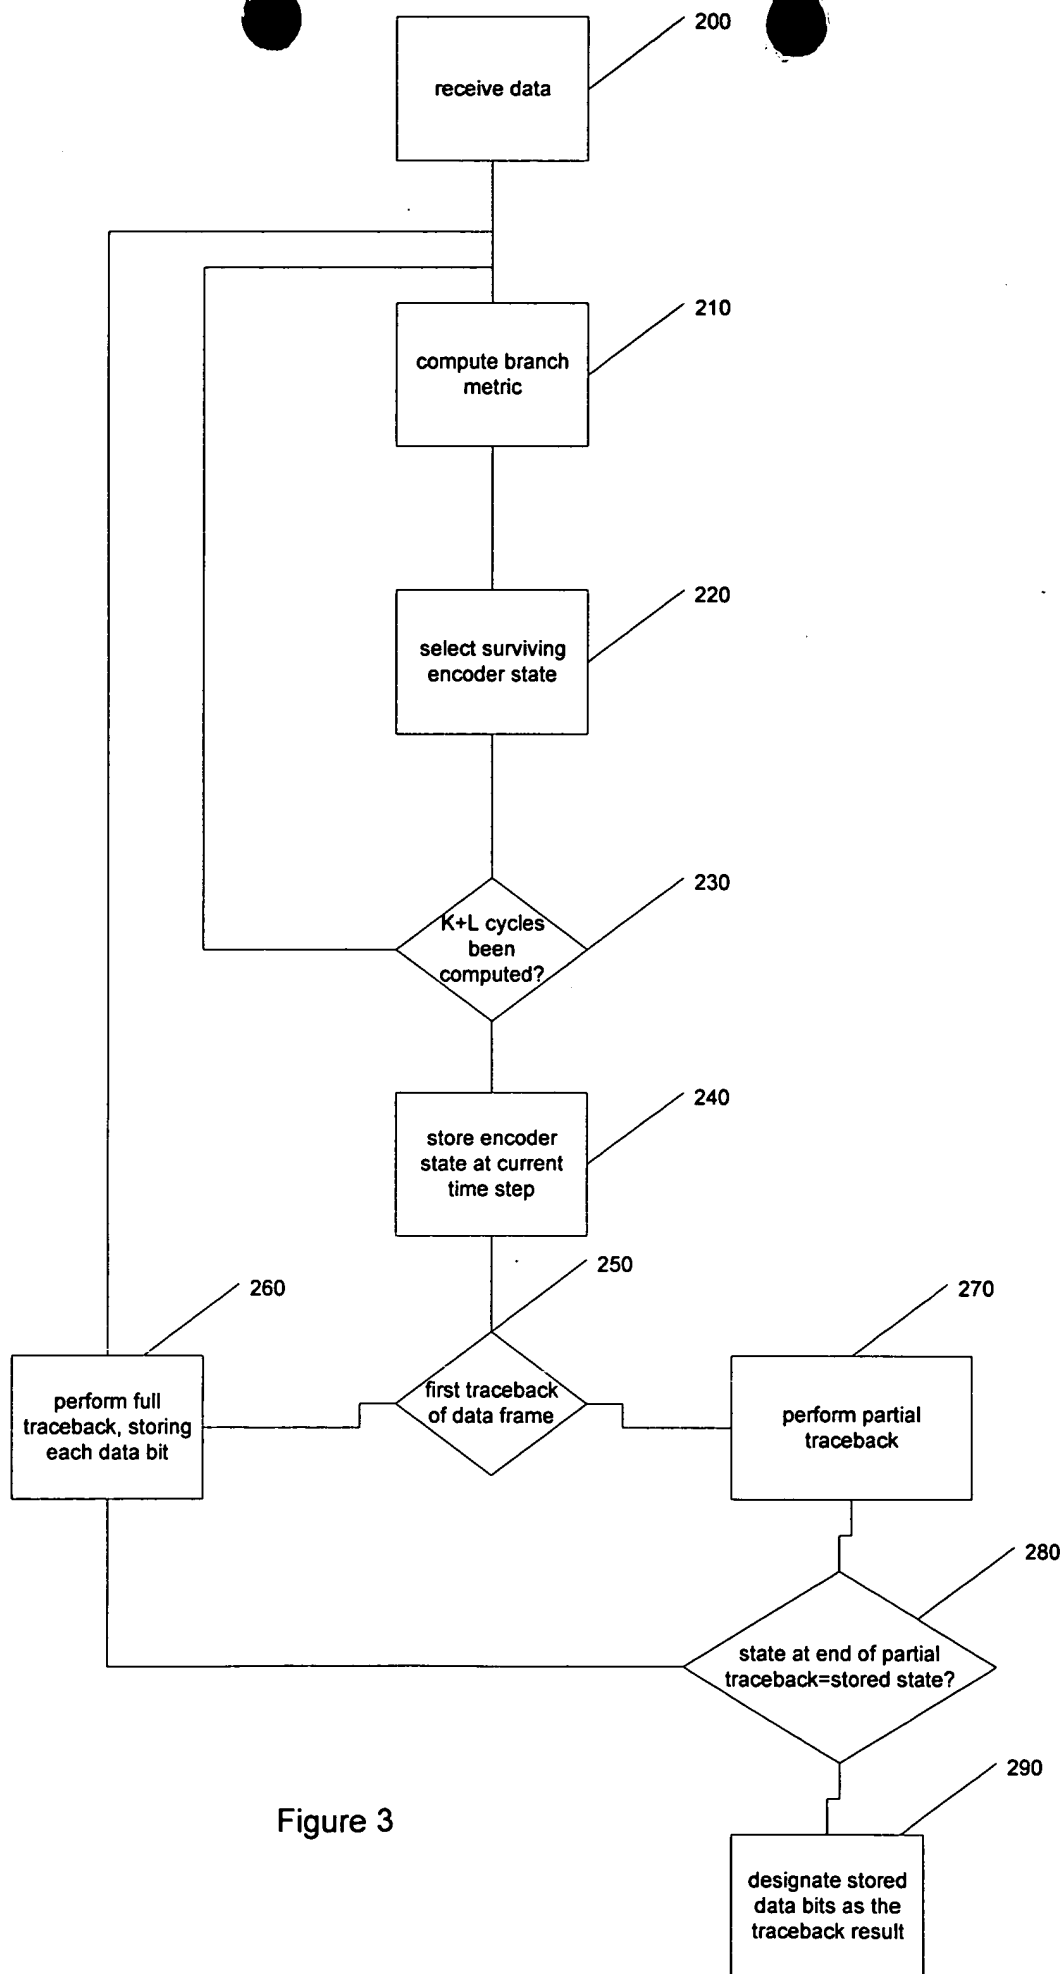 200
receive data
210
compute branch
metric
220
select surviving
encoder state
230
K+L cycles
been
computed?
240
store encoder
state at current
time step
250
260
270
first traceback
of data frame
perform full
traceback, storing
each data bit
perform partial
traceback
280
state at end of partial
traceback=stored state?
290
Figure 3
designate stored
data bits as the
traceback result